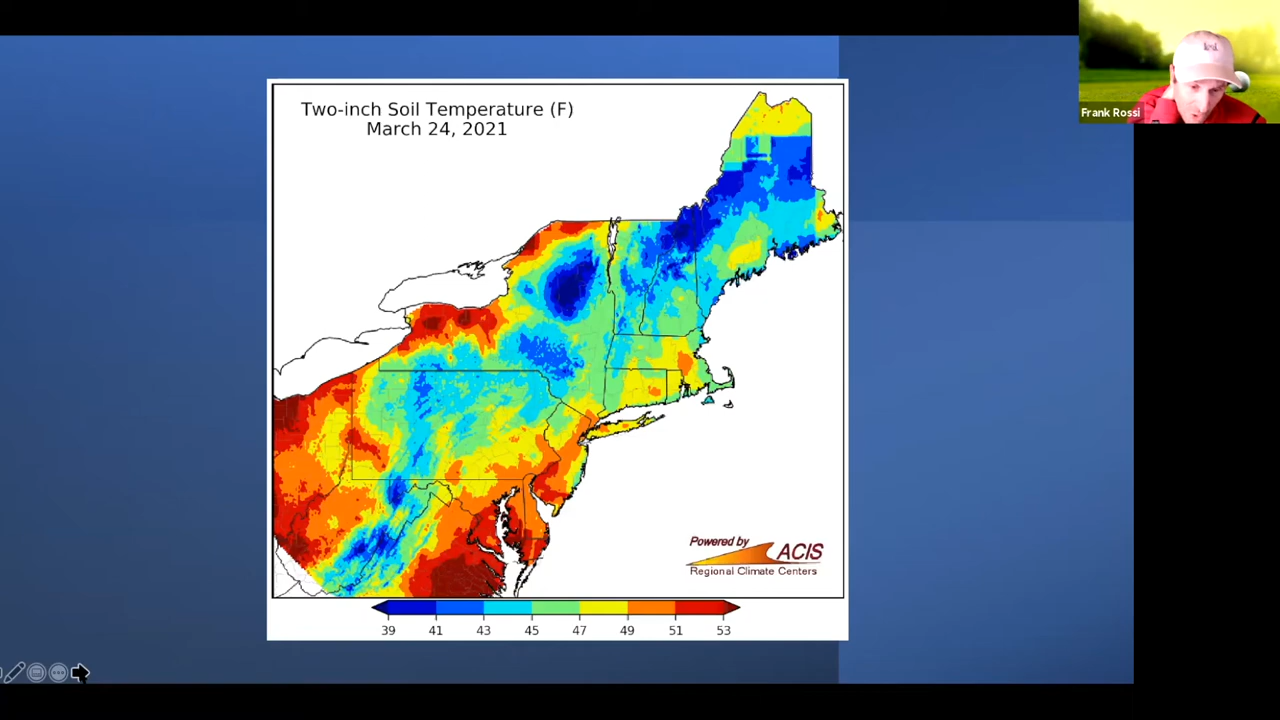 Two-inch Soil Temperature (F)
March 24, 2021
Frank Rossi
Powered by
ACIS
Regional Climate Centers
39 41 43 45 47 49 51 53